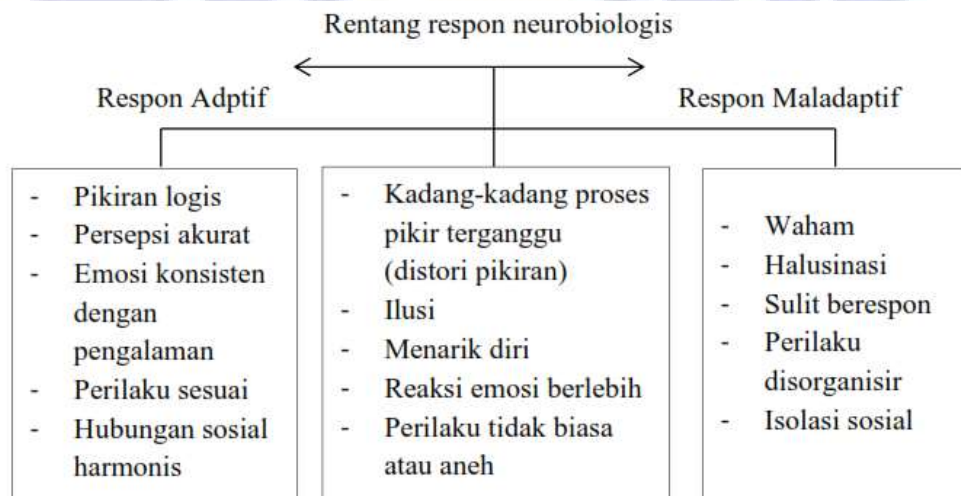 Rentang respon neurobiologis
Respon Adptif
Respon Maladaptif
- Pikiran logis
- Persepsi akurat
- Emosi konsisten
dengan
pengalaman
- Perilaku sesuai
- Hubungan sosial
harmonis
- Kadang-kadang proses
pikir terganggu
(distori pikiran)
- Ilusi
- Menarik diri
- Reaksi emosi berlebih
- Perilaku tidak biasa
atau aneh
- Waham
- Halusinasi
- Sulit berespon
- Perilaku
disorganisir
- Isolasi sosial